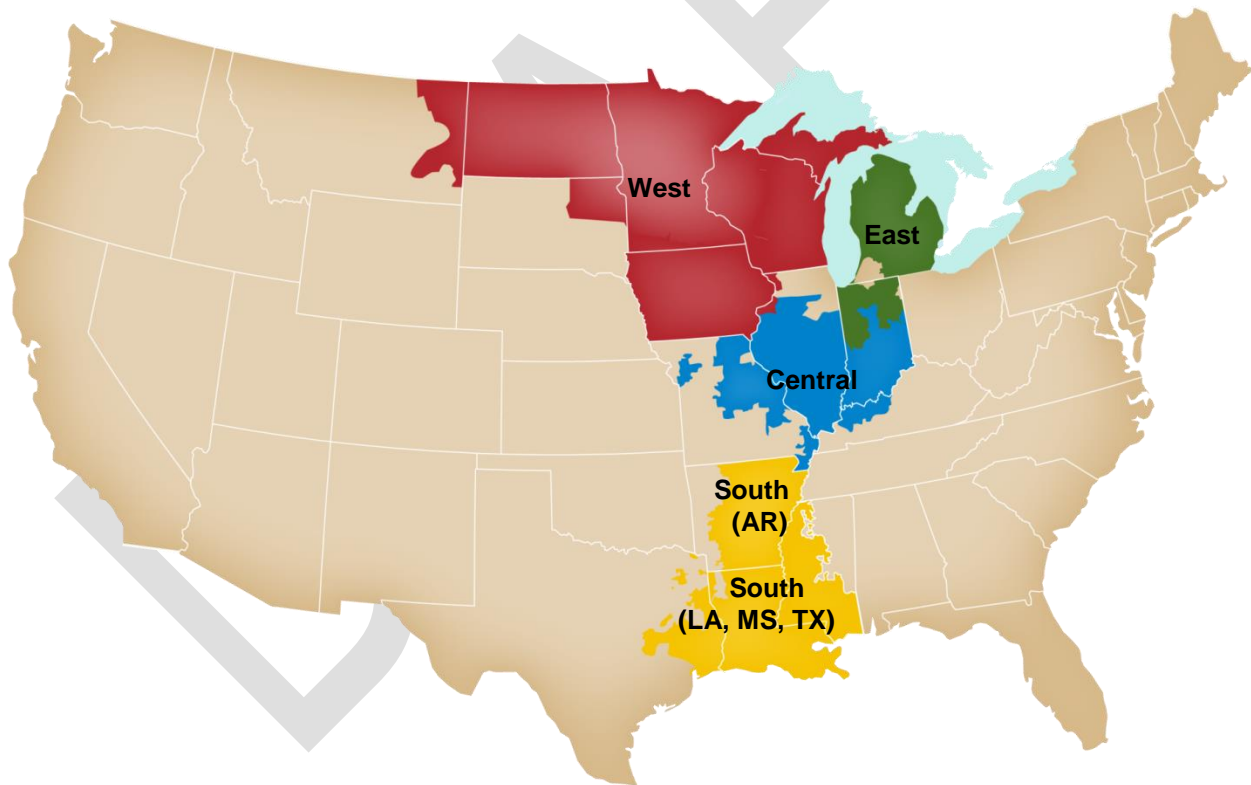 West
East
Central
South
(AR)
South
(LA, MS, TX)